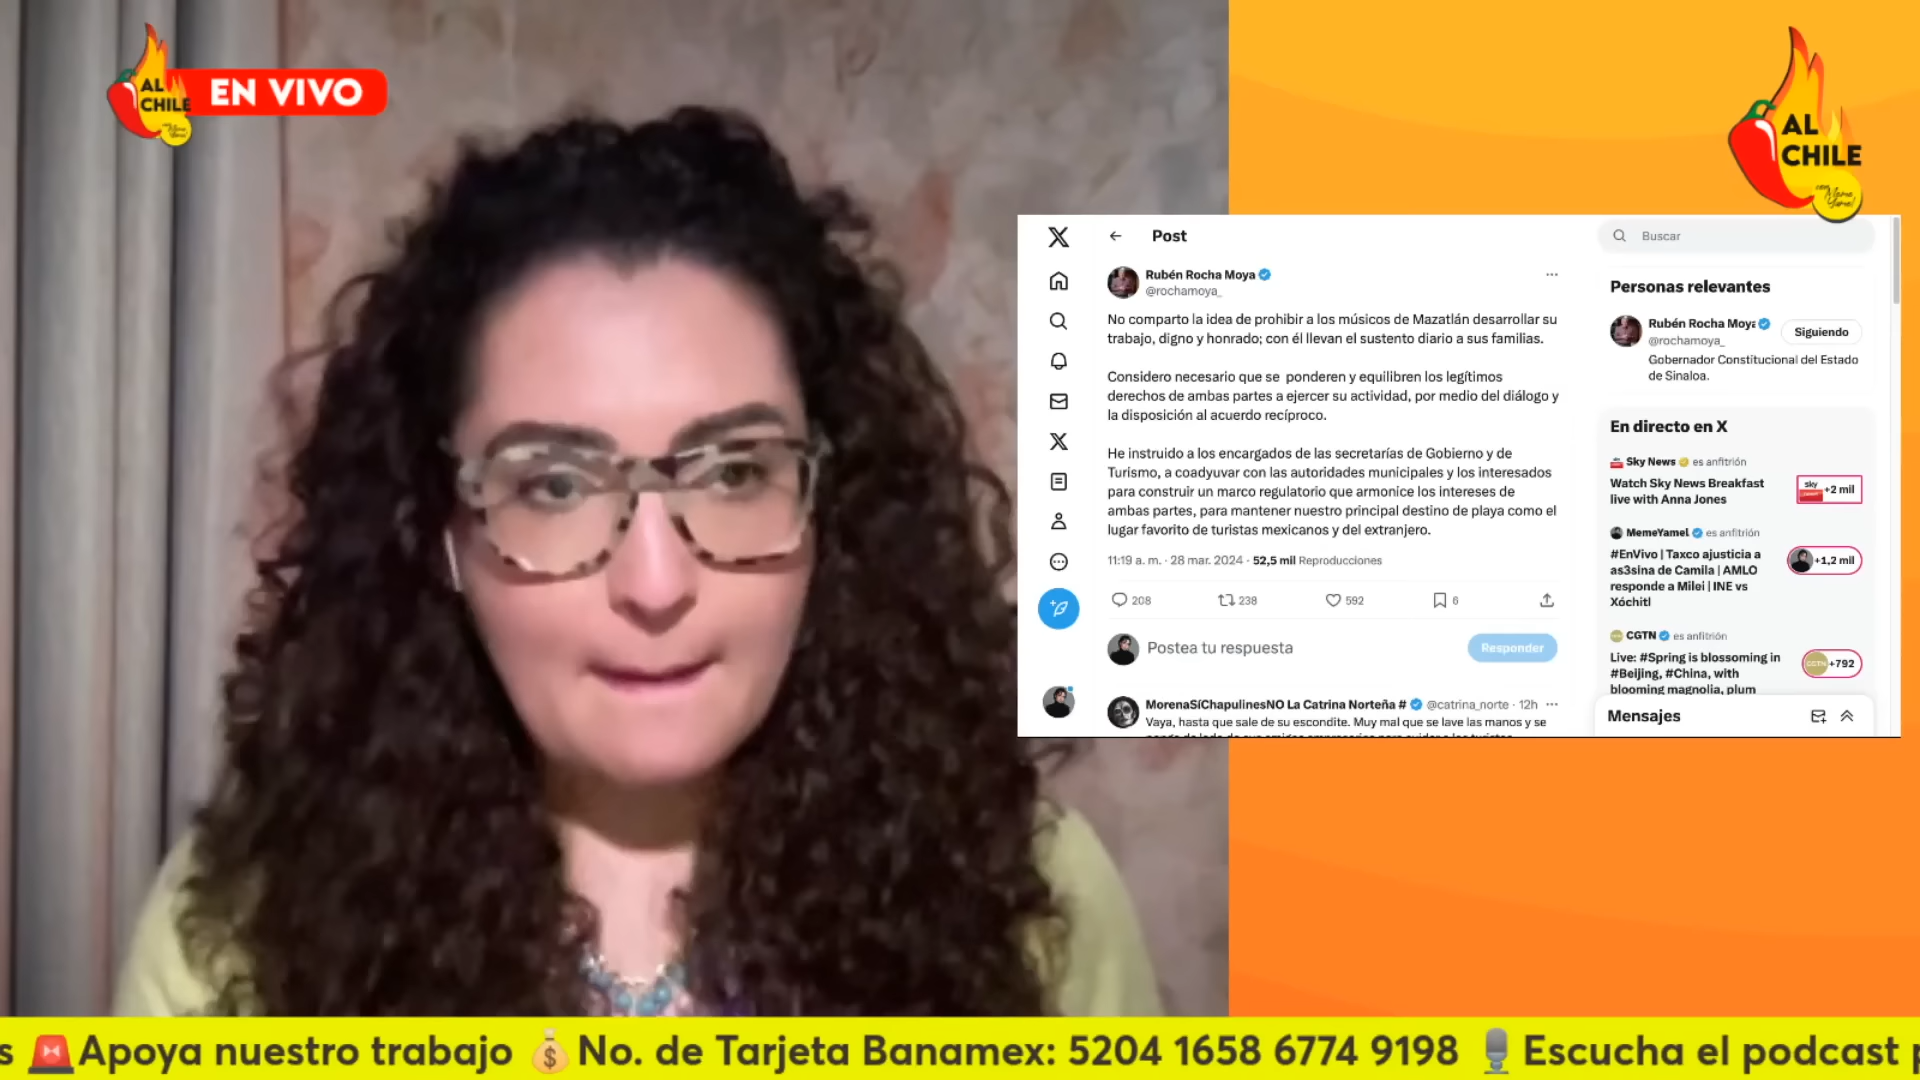 AL
CHILE
EN VIVO
AL
CHILE
con Meme
Yamel
Post
Buscar
Rubén Rocha Moya
@rochamoya_
No comparto la idea de prohibir a los músicos de Mazatlán desarrollar su
trabajo, digno y honrado; con él llevan el sustento diario a sus familias.
Considero necesario que se ponderen y equilibren los legítimos
derechos de ambas partes a ejercer su actividad, por medio del diálogo y
la disposición al acuerdo recíproco.
He instruido a los encargados de las secretarías de Gobierno y de
Turismo, a coadyuvar con las autoridades municipales y los interesados
para construir un marco regulatorio que armonice los intereses de
ambas partes, para mantener nuestro principal destino de playa como el
lugar favorito de turistas mexicanos y del extranjero.
11:19 a. m. · 28 mar. 2024 · 52,5 mil Reproducciones
208 238 592 6
Postea tu respuesta
Responder
MorenaSíChapulinesNO La Catrina Norteña # @catrina_norte · 12h
Vaya, hasta que sale de su escondite. Muy mal que se lave las manos y se
Personas relevantes
Rubén Rocha Moya
@rochamoya_
Siguiendo
Gobernador Constitucional del Estado
de Sinaloa.
En directo en X
Sky News es anfitrión
Watch Sky News Breakfast
live with Anna Jones
sky
+2 mil
MemeYamel es anfitrión
#EnVivo | Taxco ajusticia a
as3sina de Camila | AMLO
responde a Milei | INE vs
Xóchitl
+1,2 mil
CGTN es anfitrión
Live: #Spring is blossoming in
#Beijing, #China, with
blooming magnolia, plum
CGTN
+792
Mensajes
s 🚨Apoya nuestro trabajo 💰No. de Tarjeta Banamex: 5204 1658 6774 9198 🎙️Escucha el podcast p